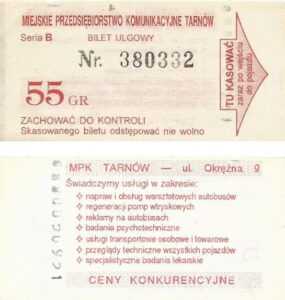 MIEJSKIE PRZEDSIĘBIORSTWO KOMUNIKACYJNE TARNÓW
Seria B BILET ULGOWY
Nr. 380332
55 GR
ZACHOWAĆ DO KONTROLI
Skasowanego biletu odstępować nie wolno
TU KASOWAĆ
zaraz po wejściu
do pojazdu
MPK TARNÓW — ul. Okrężna 9
Świadczymy usługi w zakresie:
napraw i obsług warsztatowych autobusów
regeneracji pomp wtryskowych
reklamy na autobusach
badania psychotechniczne
usługi transportowe osobowe i towarowe
przeglądy techniczne wszystkich pojazdów
specjalistyczne badania lekarskie
CENY KONKURENCYJNE